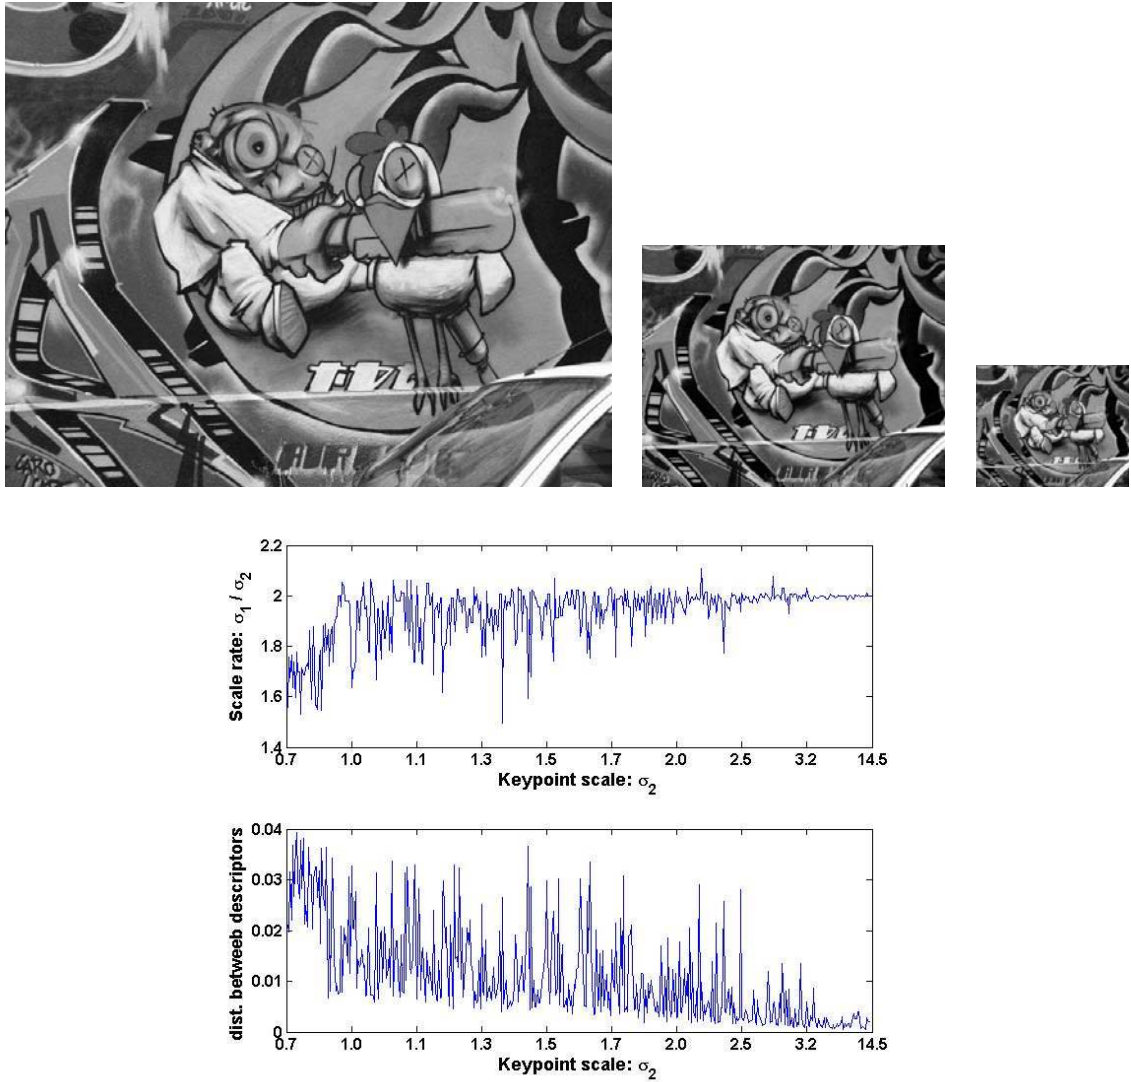 2.2
2
1.8
1.6
1.4
Scale rate: σ₁ / σ₂
0.7 1.0 1.1 1.3 1.5 1.7 2.0 2.5 3.2 14.5
Keypoint scale: σ₂
0.04
0.03
0.02
0.01
0
dist. betweeb descriptors
0.7 1.0 1.1 1.3 1.5 1.7 2.0 2.5 3.2 14.5
Keypoint scale: σ₂